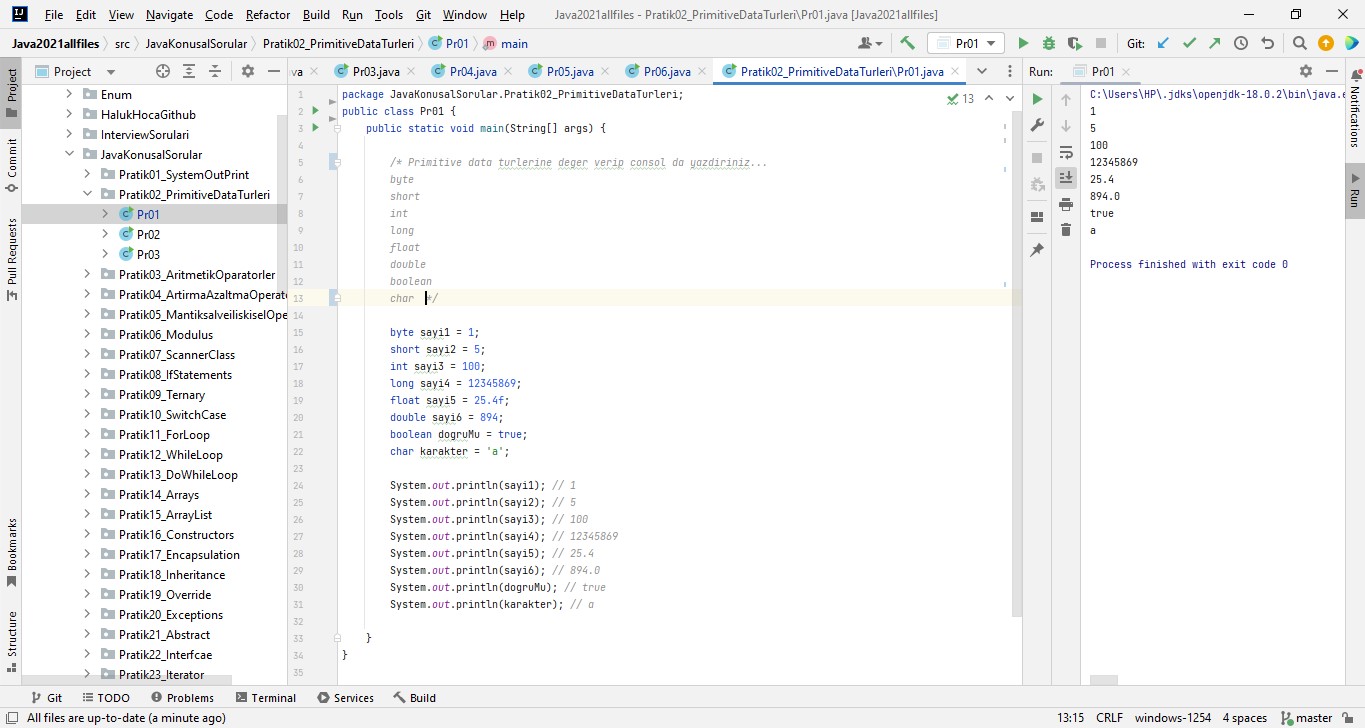 File Edit View Navigate Code Refactor Build Run Tools Git Window Help Java2021allfiles - Pratik02_PrimitiveDataTurleri\Pr01.java [Java2021allfiles]
Java2021allfiles src JavaKonusalSorular Pratik02_PrimitiveDataTurleri Pr01 main Pr01 Git:
Project
Commit
Pull Requests
Bookmarks
Structure
Project
Enum
HalukHocaGithub
InterviewSorulari
JavaKonusalSorular
Pratik01_SystemOutPrint
Pratik02_PrimitiveDataTurleri
Pr01
Pr02
Pr03
Pratik03_AritmetikOparatorler
Pratik04_ArtirmaAzaltmaOperat
Pratik05_MantiksalveiliskiselOpe
Pratik06_Modulus
Pratik07_ScannerClass
Pratik08_IfStatements
Pratik09_Ternary
Pratik10_SwitchCase
Pratik11_ForLoop
Pratik12_WhileLoop
Pratik13_DoWhileLoop
Pratik14_Arrays
Pratik15_ArrayList
Pratik16_Constructors
Pratik17_Encapsulation
Pratik18_Inheritance
Pratik19_Override
Pratik20_Exceptions
Pratik21_Abstract
Pratik22_Interfcae
Pratik23_Iterator
va Pr03.java Pr04.java Pr05.java Pr06.java Pratik02_PrimitiveDataTurleri\Pr01.java
13
1 package JavaKonusalSorular.Pratik02_PrimitiveDataTurleri;
2 public class Pr01 {
3 public static void main(String[] args) {
4
5 /* Primitive data turlerine deger verip consol da yazdiriniz...
6 byte
7 short
8 int
9 long
10 float
11 double
12 boolean
13 char */
14
15 byte sayi1 = 1;
16 short sayi2 = 5;
17 int sayi3 = 100;
18 long sayi4 = 12345869;
19 float sayi5 = 25.4f;
20 double sayi6 = 894;
21 boolean dogruMu = true;
22 char karakter = 'a';
23
24 System.out.println(sayi1); // 1
25 System.out.println(sayi2); // 5
26 System.out.println(sayi3); // 100
27 System.out.println(sayi4); // 12345869
28 System.out.println(sayi5); // 25.4
29 System.out.println(sayi6); // 894.0
30 System.out.println(dogruMu); // true
31 System.out.println(karakter); // a
32
33 }
34 }
35
Run: Pr01
C:\Users\HP\.jdks\openjdk-18.0.2\bin\java.e
1
5
100
12345869
25.4
894.0
true
a
Process finished with exit code 0
Notifications
Run
Git TODO Problems Terminal Services Build
All files are up-to-date (a minute ago) 13:15 CRLF windows-1254 4 spaces master